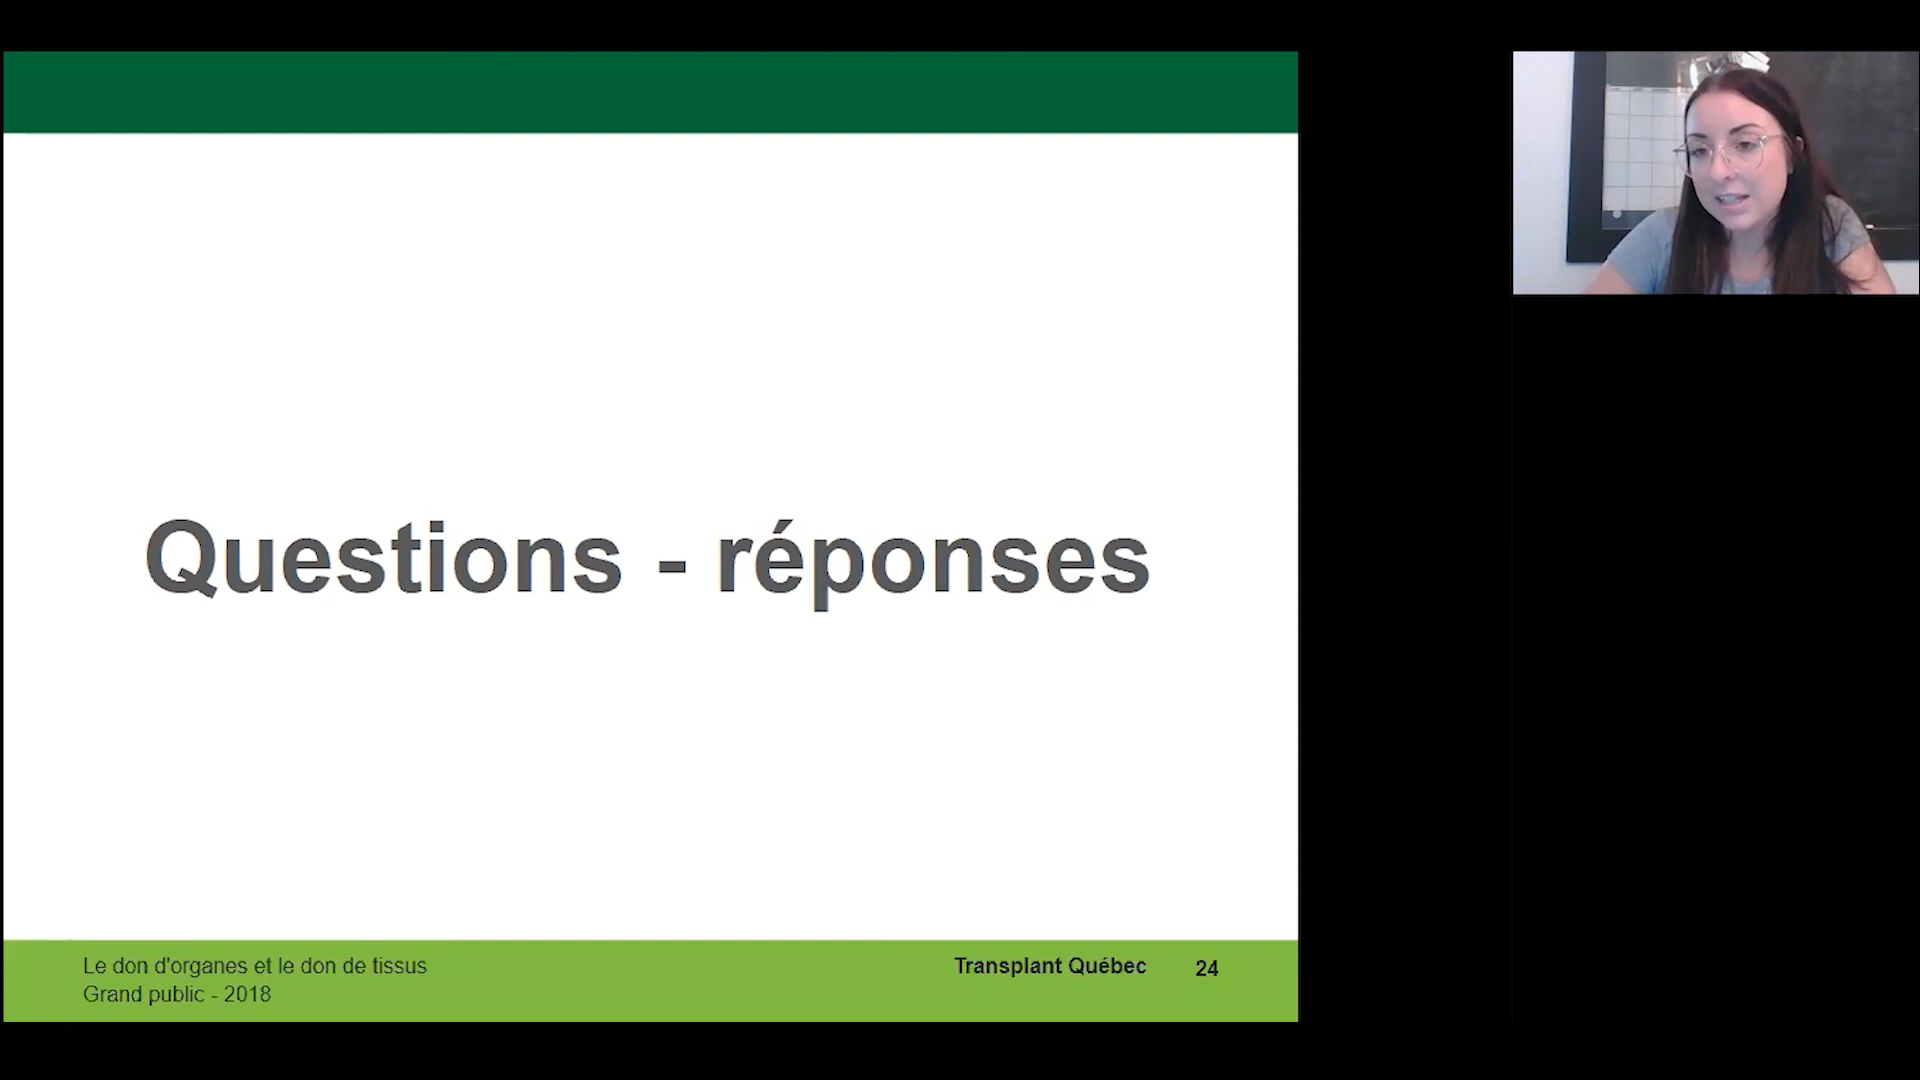 Questions - réponses
Le don d'organes et le don de tissus
Grand public - 2018
Transplant Québec
24